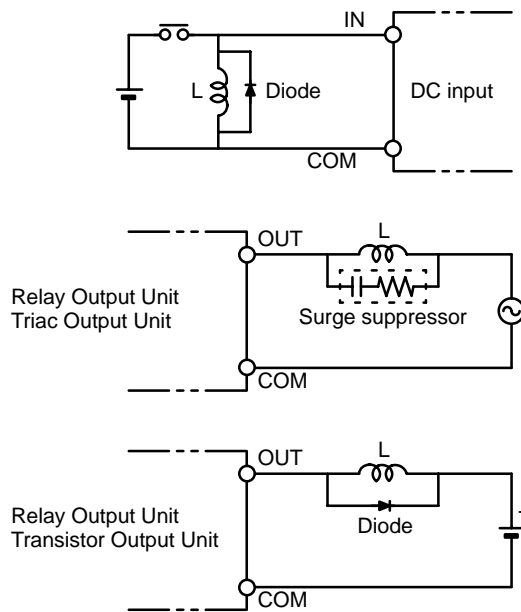 IN
L
Diode
DC input
COM
OUT
L
Relay Output Unit
Triac Output Unit
Surge suppressor
COM
OUT
L
Relay Output Unit
Transistor Output Unit
Diode
COM